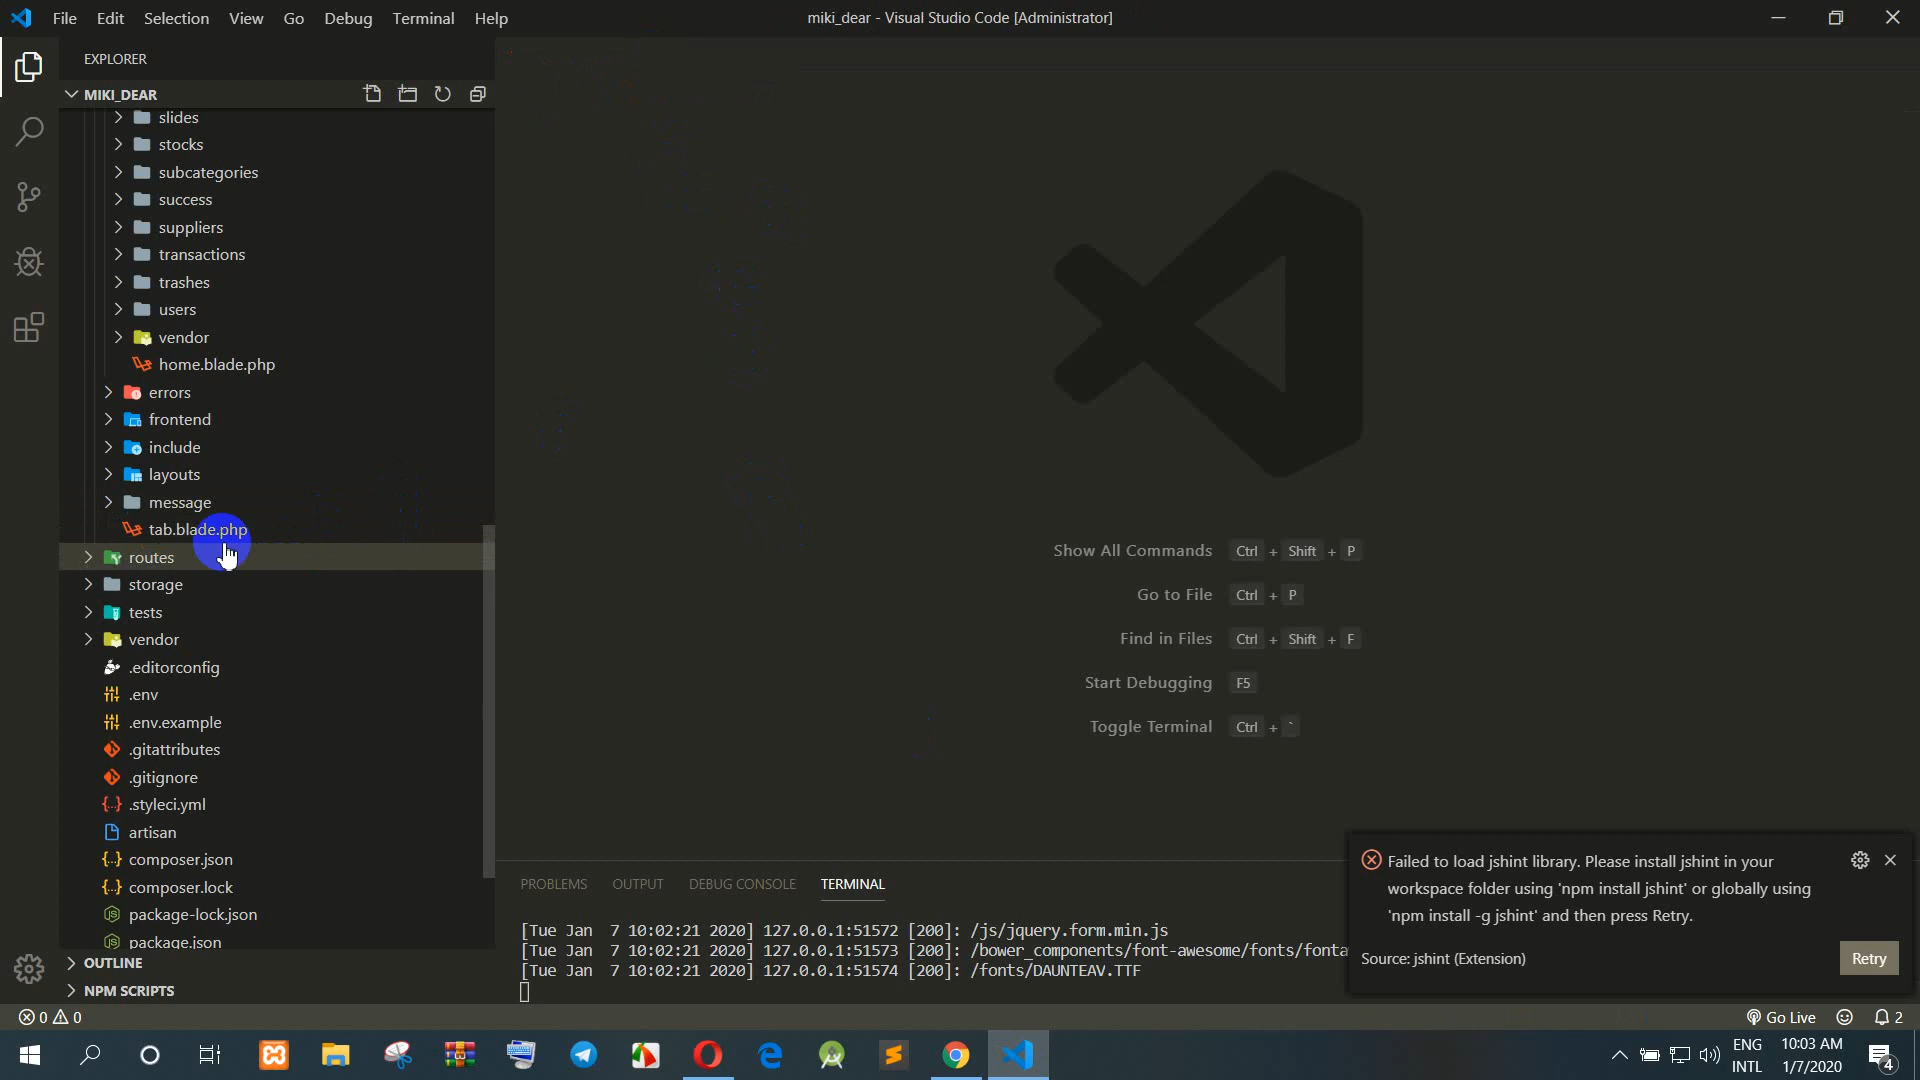 File Edit Selection View Go Debug Terminal Help
miki_dear - Visual Studio Code [Administrator]
EXPLORER
MIKI_DEAR
slides
stocks
subcategories
success
suppliers
transactions
trashes
users
vendor
home.blade.php
errors
frontend
include
layouts
message
tab.blade.php
routes
storage
tests
vendor
.editorconfig
.env
.env.example
.gitattributes
.gitignore
.styleci.yml
artisan
composer.json
composer.lock
package-lock.json
package.json
OUTLINE
NPM SCRIPTS
Show All Commands Ctrl + Shift + P
Go to File Ctrl + P
Find in Files Ctrl + Shift + F
Start Debugging F5
Toggle Terminal Ctrl + `
PROBLEMS OUTPUT DEBUG CONSOLE TERMINAL
[Tue Jan  7 10:02:21 2020] 127.0.0.1:51572 [200]: /js/jquery.form.min.js
[Tue Jan  7 10:02:21 2020] 127.0.0.1:51573 [200]: /bower_components/font-awesome/fonts/fonta
[Tue Jan  7 10:02:21 2020] 127.0.0.1:51574 [200]: /fonts/DAUNTEAV.TTF
Failed to load jshint library. Please install jshint in your
workspace folder using 'npm install jshint' or globally using
'npm install -g jshint' and then press Retry.
Source: jshint (Extension)
Retry
0 0
Go Live 2
ENG
INTL
10:03 AM
1/7/2020
4